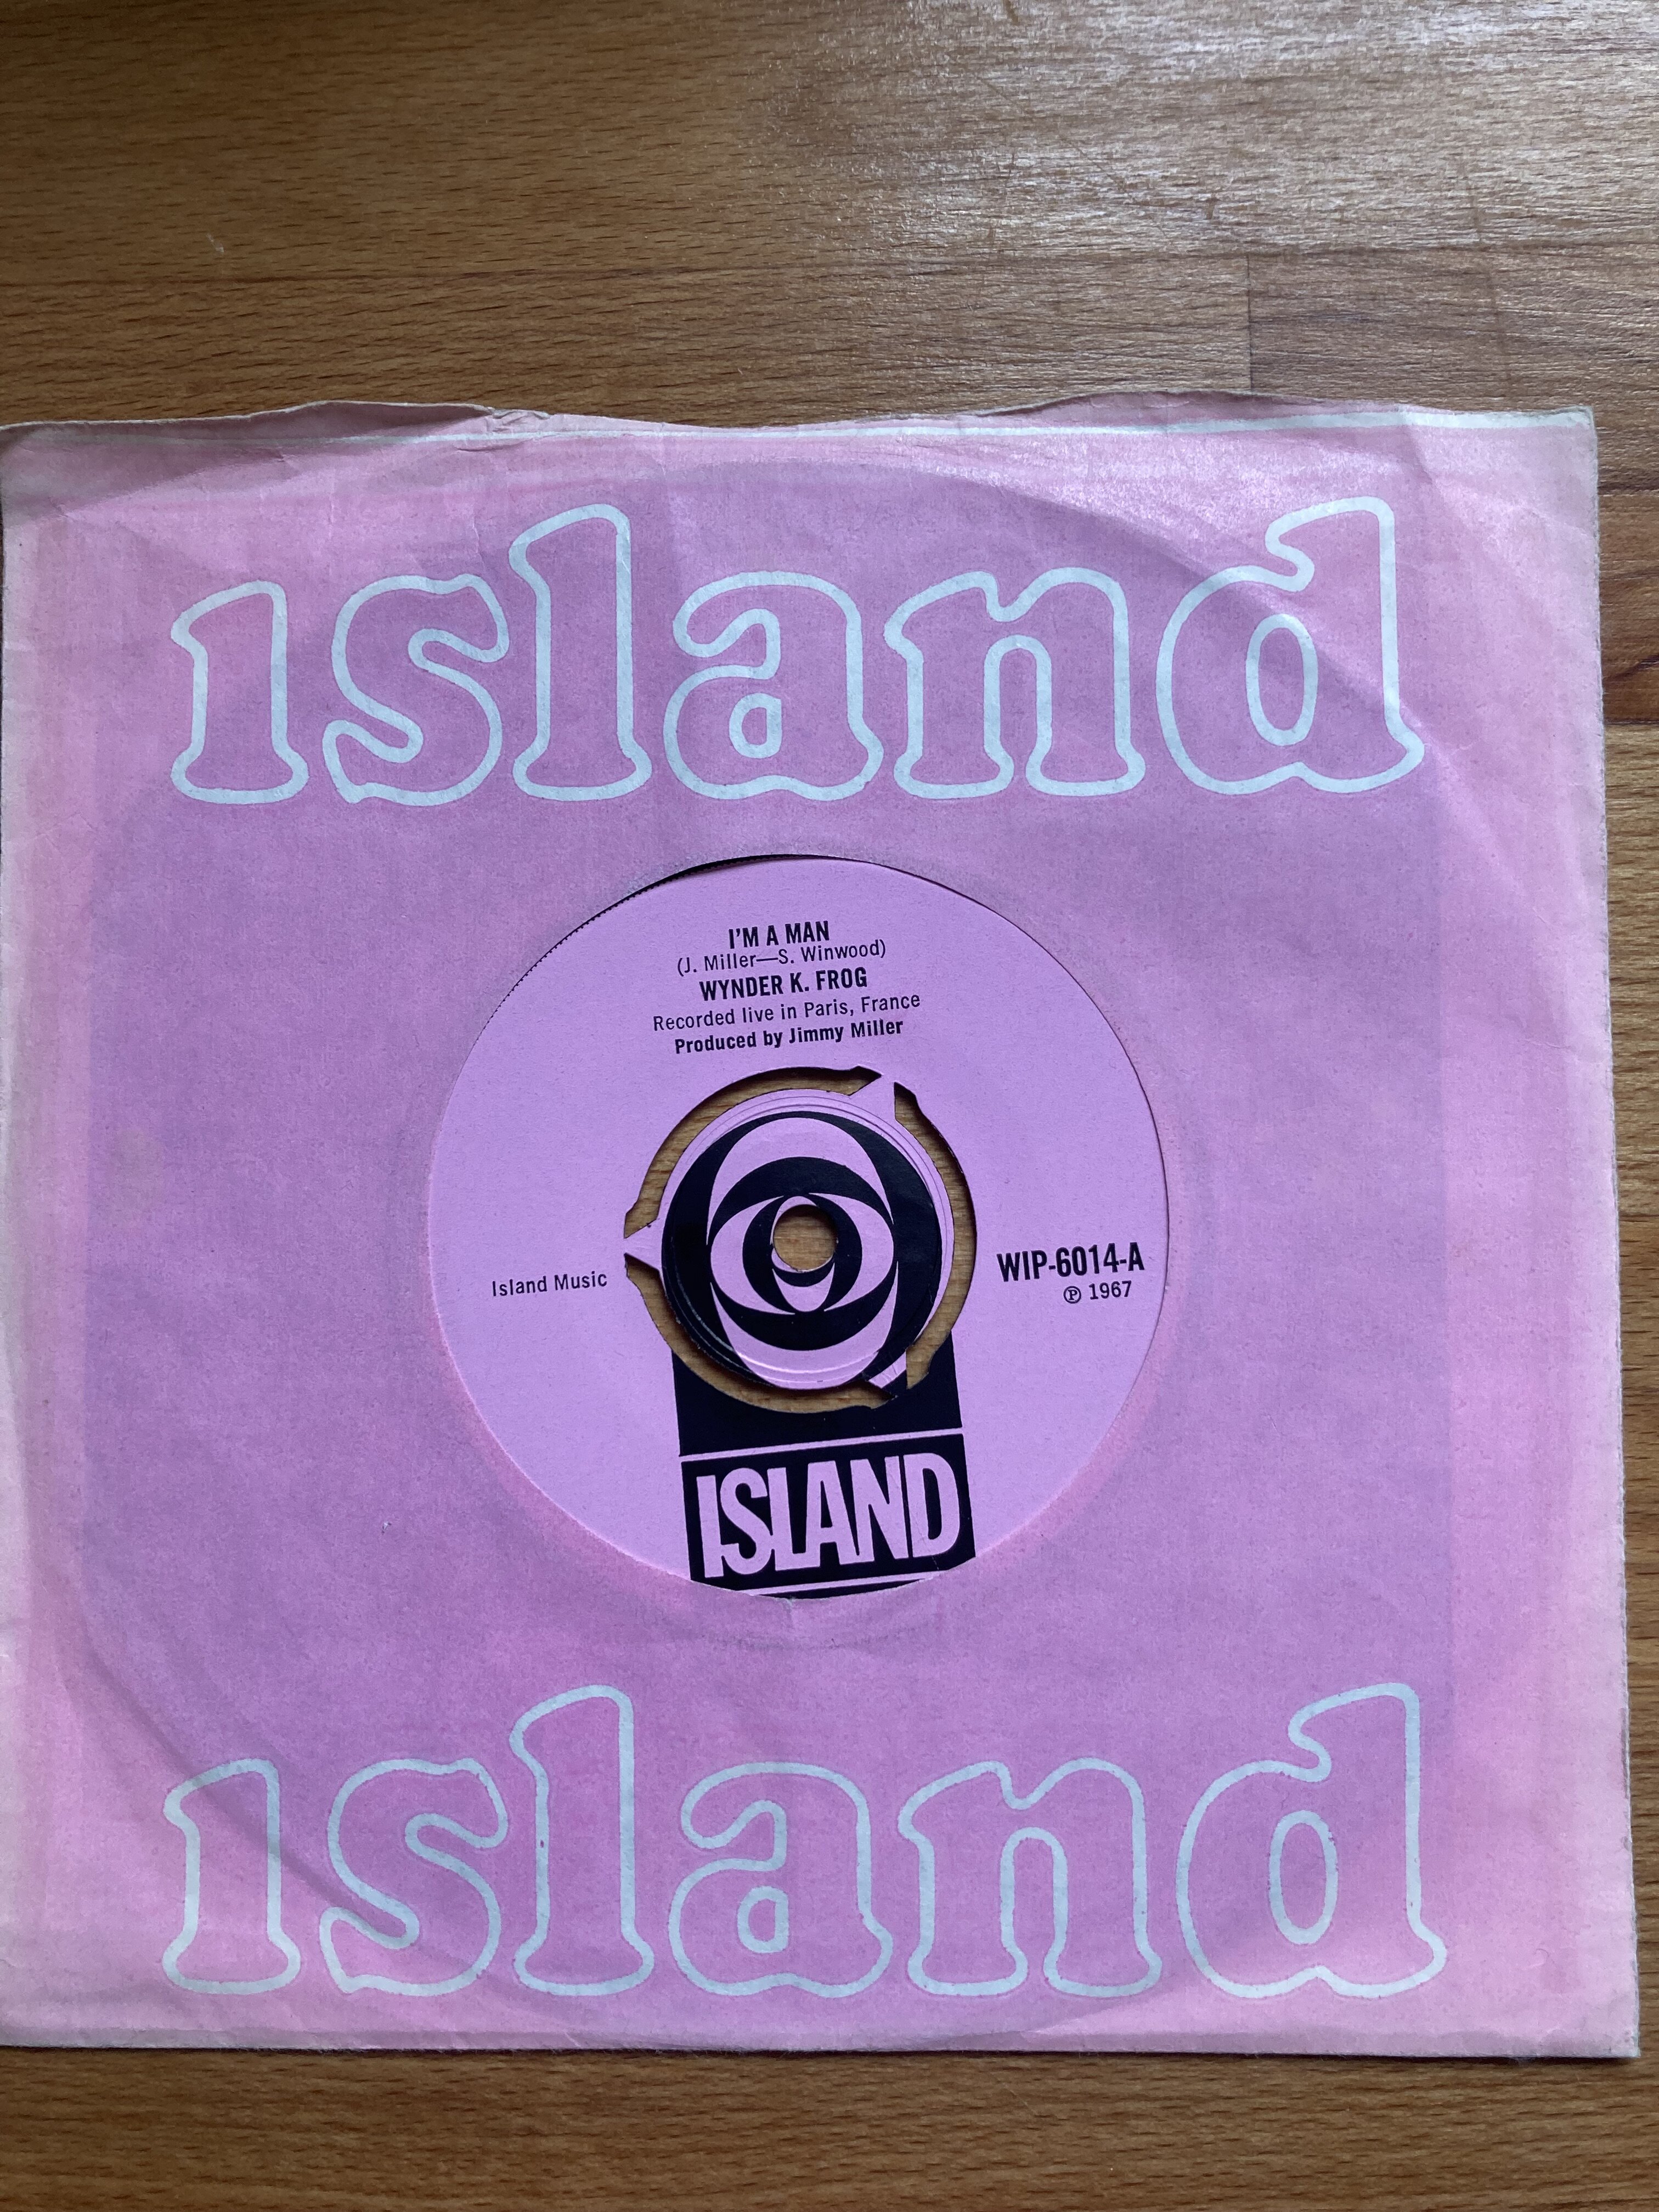 island
I'M A MAN
(J. Miller—S. Winwood)
WYNDER K. FROG
Recorded live in Paris, France
Produced by Jimmy Miller
Island Music
WIP-6014-A
℗ 1967
ISLAND
island